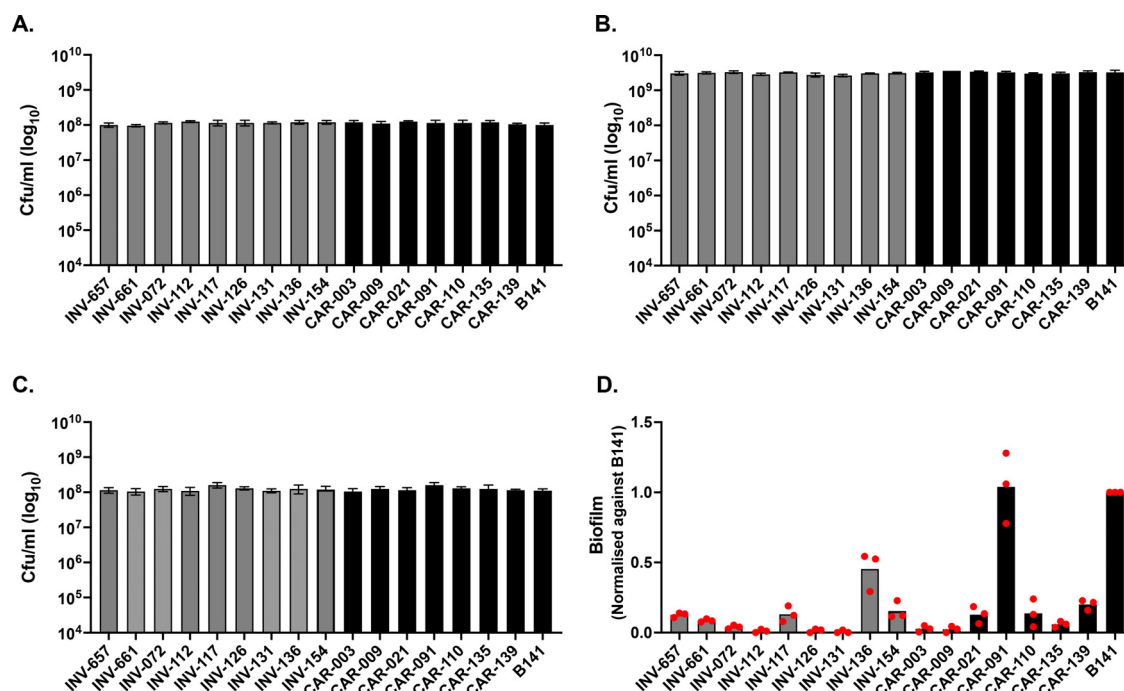 A.
Cfu/ml (log10)
10^10
10^9
10^8
10^7
10^6
10^5
10^4
INV-657
INV-661
INV-072
INV-112
INV-117
INV-126
INV-131
INV-136
INV-154
CAR-003
CAR-009
CAR-021
CAR-091
CAR-110
CAR-135
CAR-139
B141
B.
Cfu/ml (log10)
10^10
10^9
10^8
10^7
10^6
10^5
10^4
INV-657
INV-661
INV-072
INV-112
INV-117
INV-126
INV-131
INV-136
INV-154
CAR-003
CAR-009
CAR-021
CAR-091
CAR-110
CAR-135
CAR-139
B141
C.
Cfu/ml (log10)
10^10
10^9
10^8
10^7
10^6
10^5
10^4
INV-657
INV-661
INV-072
INV-112
INV-117
INV-126
INV-131
INV-136
INV-154
CAR-003
CAR-009
CAR-021
CAR-091
CAR-110
CAR-135
CAR-139
B141
D.
Biofilm
(Normalised against B141)
1.5
1.0
0.5
0.0
INV-657
INV-661
INV-072
INV-112
INV-117
INV-126
INV-131
INV-136
INV-154
CAR-003
CAR-009
CAR-021
CAR-091
CAR-110
CAR-135
CAR-139
B141